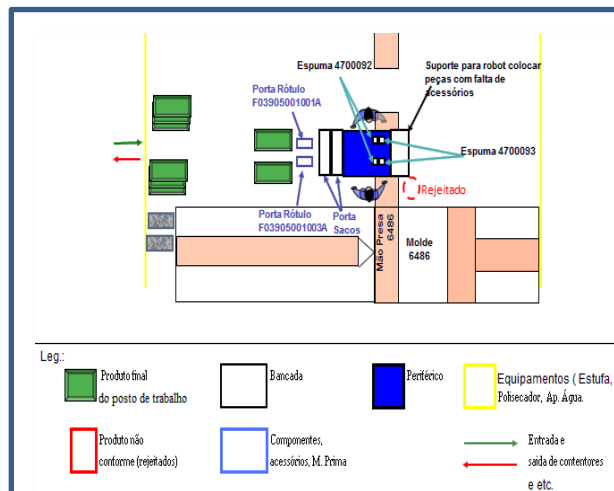 Espuma 4700092
Suporte para robot colocar
peças com falta de
acessórios
Porta Rótulo
F03905001001A
Espuma 4700093
Rejeitado
Porta Rótulo
F03905001003A
Porta
Sacos
Mão Presa
6486
Molde
6486
Leg.:
Produto final
do posto de trabalho
Bancada
Periférico
Equipamentos ( Estufa,
Polisecador, Ap. Água.
Produto não
conforme (rejeitados)
Componentes,
acessórios, M. Prima
Entrada e
saida de contentores
e etc.